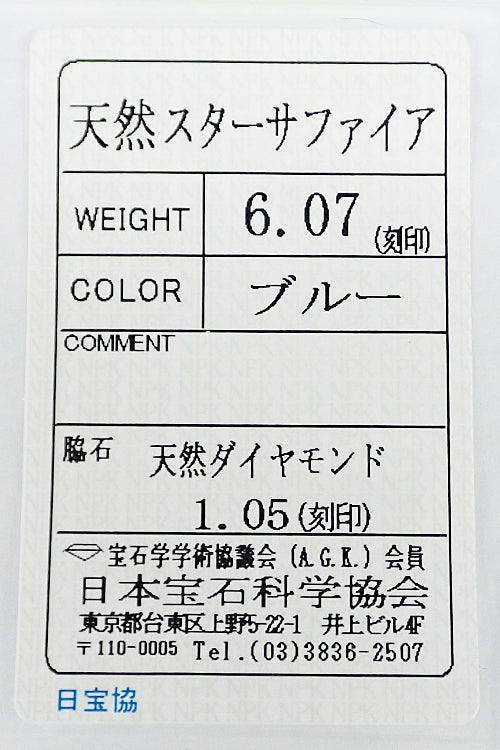 天然スターサファイア
WEIGHT 6.07 (刻印)
COLOR ブルー
COMMENT
脇石 天然ダイヤモンド
1.05 (刻印)
宝石学学術協議会 (A.G.K.) 会員
日本宝石科学協会
東京都台東区上野5-22-1 井上ビル4F
〒110-0005 Tel.(03)3836-2507
日宝協